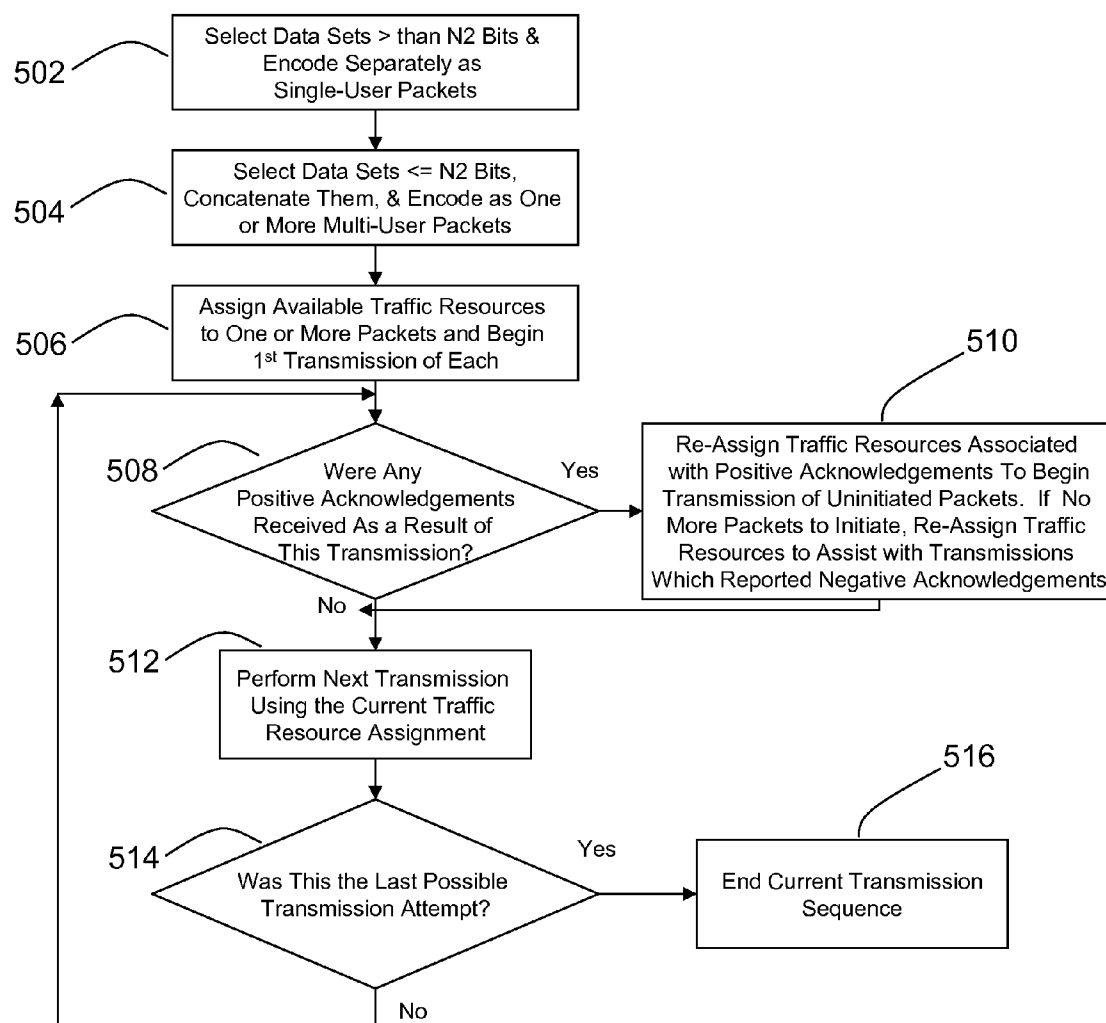 502
Select Data Sets > than N2 Bits &
Encode Separately as
Single-User Packets
504
Select Data Sets <= N2 Bits,
Concatenate Them, & Encode as One
or More Multi-User Packets
506
Assign Available Traffic Resources
to One or More Packets and Begin
1st Transmission of Each
508
Were Any
Positive Acknowledgements
Received As a Result of
This Transmission?
Yes
No
510
Re-Assign Traffic Resources Associated
with Positive Acknowledgements To Begin
Transmission of Uninitiated Packets. If No
More Packets to Initiate, Re-Assign Traffic
Resources to Assist with Transmissions
Which Reported Negative Acknowledgements
512
Perform Next Transmission
Using the Current Traffic
Resource Assignment
514
Was This the Last Possible
Transmission Attempt?
Yes
No
516
End Current Transmission
Sequence